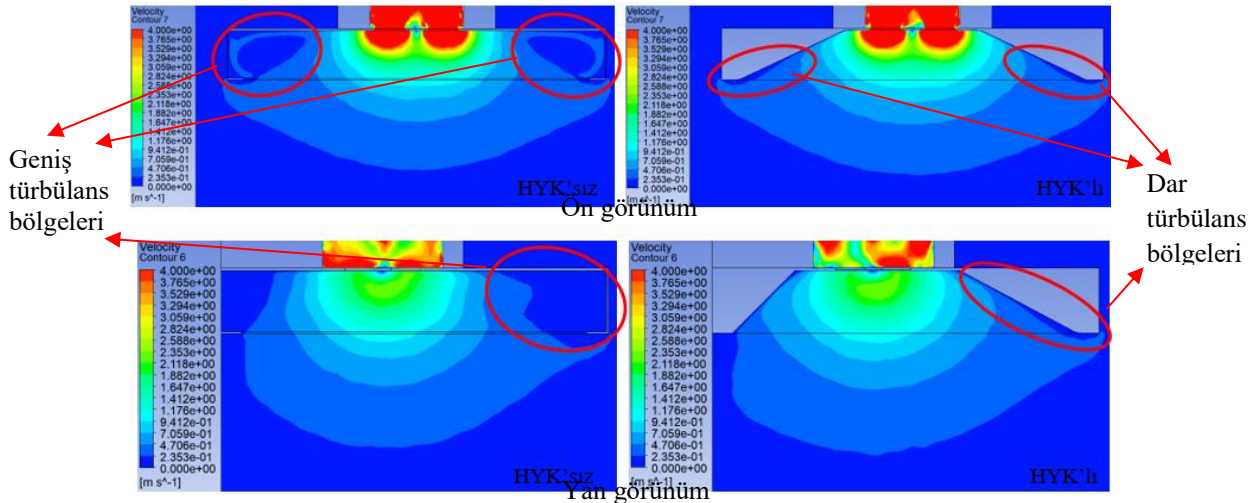 Velocity
Contour 7
4.000e+00
3.765e+00
3.529e+00
3.294e+00
3.059e+00
2.824e+00
2.588e+00
2.353e+00
2.118e+00
1.882e+00
1.647e+00
1.412e+00
1.176e+00
9.412e-01
7.059e-01
4.706e-01
2.353e-01
0.000e+00
[m s^-1]
HYK'sız
Velocity
Contour 7
4.000e+00
3.765e+00
3.529e+00
3.294e+00
3.059e+00
2.824e+00
2.588e+00
2.353e+00
2.118e+00
1.882e+00
1.647e+00
1.412e+00
1.176e+00
9.412e-01
7.059e-01
4.706e-01
2.353e-01
0.000e+00
[m s^-1]
HYK'lı
Ön görünüm
Geniş
türbülans
bölgeleri
Dar
türbülans
bölgeleri
Velocity
Contour 6
4.000e+00
3.765e+00
3.529e+00
3.294e+00
3.059e+00
2.824e+00
2.588e+00
2.353e+00
2.118e+00
1.882e+00
1.647e+00
1.412e+00
1.176e+00
9.412e-01
7.059e-01
4.706e-01
2.353e-01
0.000e+00
[m s^-1]
HYK'sız
Velocity
Contour 6
4.000e+00
3.765e+00
3.529e+00
3.294e+00
3.059e+00
2.824e+00
2.588e+00
2.353e+00
2.118e+00
1.882e+00
1.647e+00
1.412e+00
1.176e+00
9.412e-01
7.059e-01
4.706e-01
2.353e-01
0.000e+00
[m s^-1]
HYK'lı
Yan görünüm